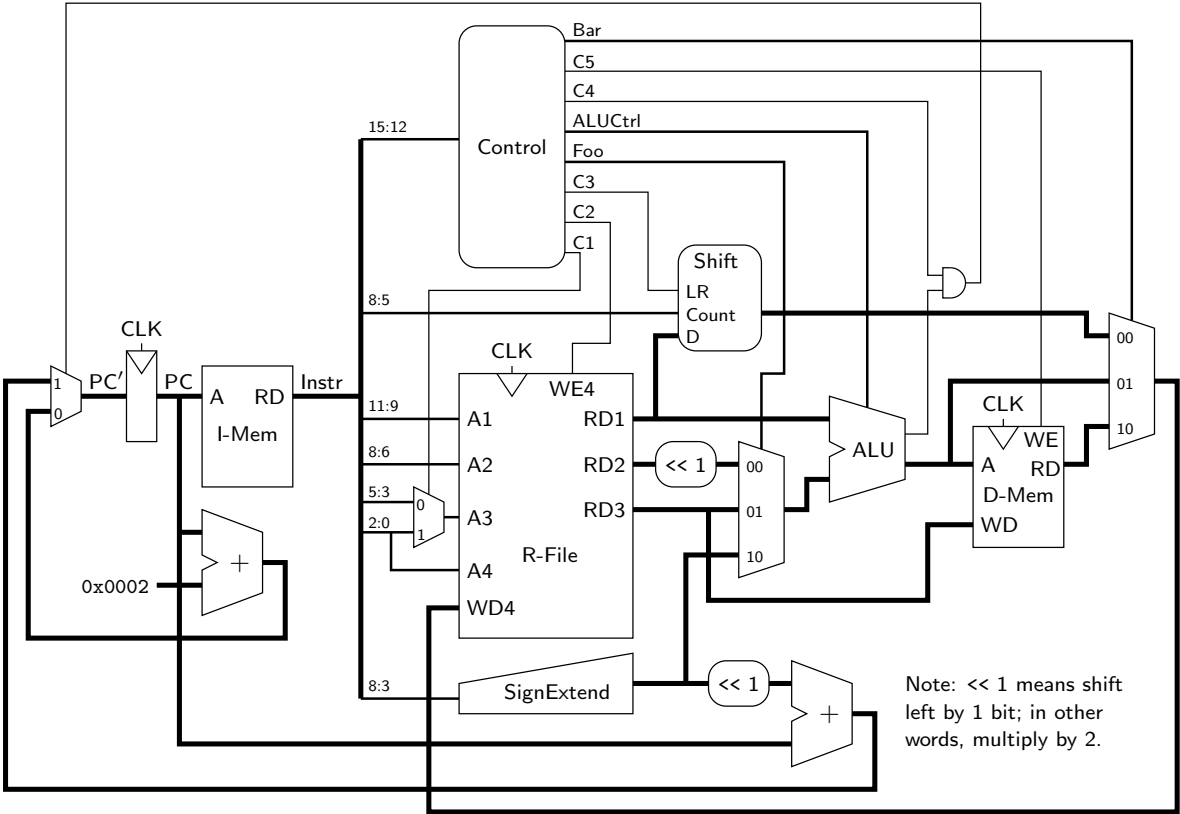 Bar
C5
C4
ALUCtrl
Foo
C3
C2
C1
Control
15:12
8:5
Shift
LR
Count
D
CLK
PC′
PC
1
0
A RD
I-Mem
Instr
CLK
WE4
11:9
A1
RD1
8:6
A2
RD2
<< 1
5:3
0
2:0
1
A3
RD3
R-File
A4
WD4
00
01
10
ALU
CLK
WE
A
RD
D-Mem
WD
00
01
10
+
0x0002
8:3
SignExtend
<< 1
+
Note: << 1 means shift
left by 1 bit; in other
words, multiply by 2.